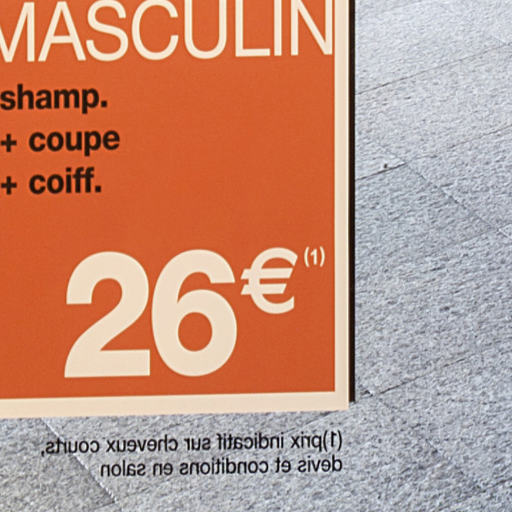 MASCULIN
shamp.
+ coupe
+ coiff.
26€(1)
(1)prix indicatif sur cheveux courts,
devis et conditions en salon